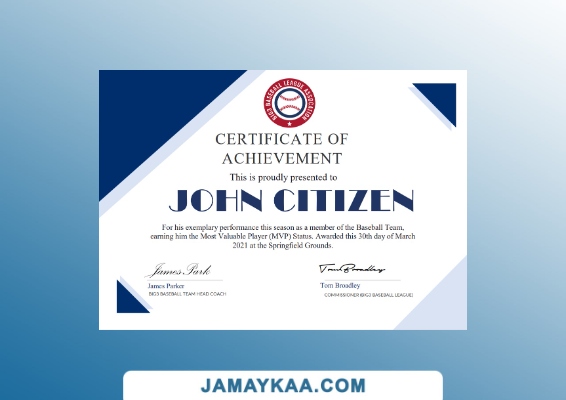 BIG3 BASEBALL LEAGUE ASSOCIATION
CERTIFICATE OF
ACHIEVEMENT
This is proudly presented to
JOHN CITIZEN
For his exemplary performance this season as a member of the Baseball Team,
earning him the Most Valuable Player (MVP) Status. Awarded this 30th day of March
2021 at the Springfield Grounds.
James Park
Tom Broadley
James Parker
Tom Broadley
BIG3 BASEBALL TEAM HEAD COACH
COMMISSIONER (BIG3 BASEBALL LEAGUE)
JAMAYKAA.COM